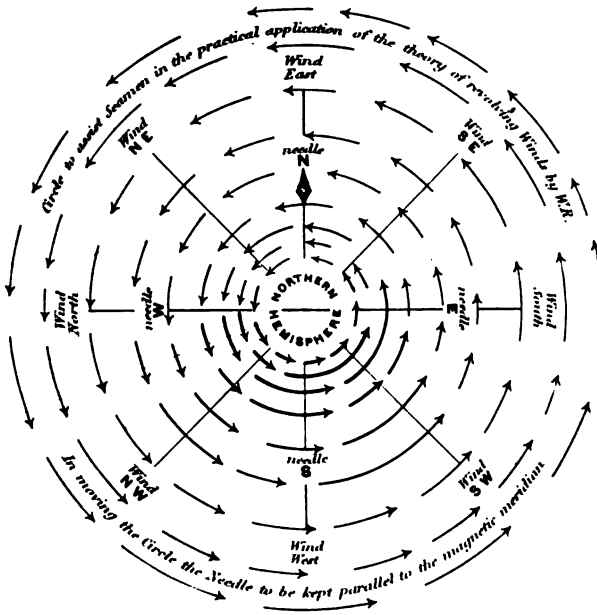 Circle to assist Seamen in the practical application of the theory of revolving Winds by W.R.
Wind
East
Wind
NE
Wind
SE
needle
N
Wind
North
needle
W
NORTHERN
HEMISPHERE
needle
E
Wind
South
needle
S
Wind
NW
Wind
SW
Wind
West
In moving the Circle the Needle to be kept parallel to the magnetic meridian